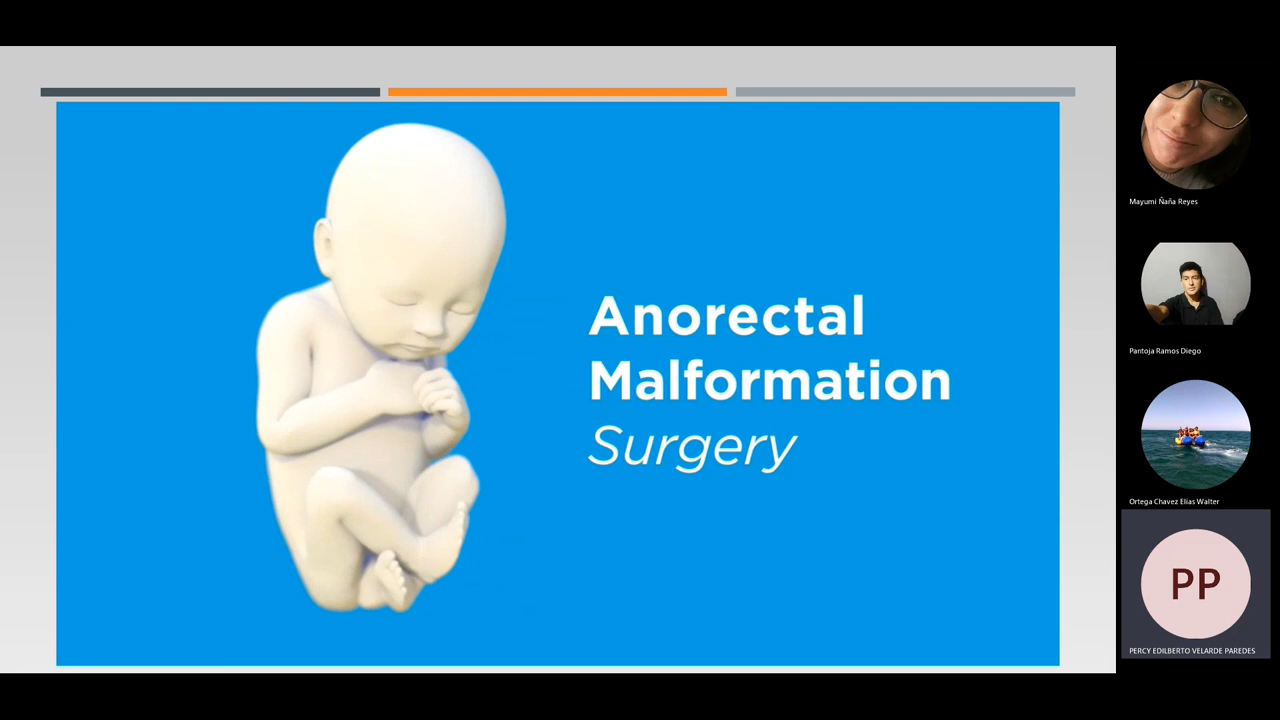 Anorectal
Malformation
Surgery
Mayumi Ñaña Reyes
Pantoja Ramos Diego
Ortega Chavez Elias Walter
PP
PERCY EDILBERTO VELARDE PAREDES